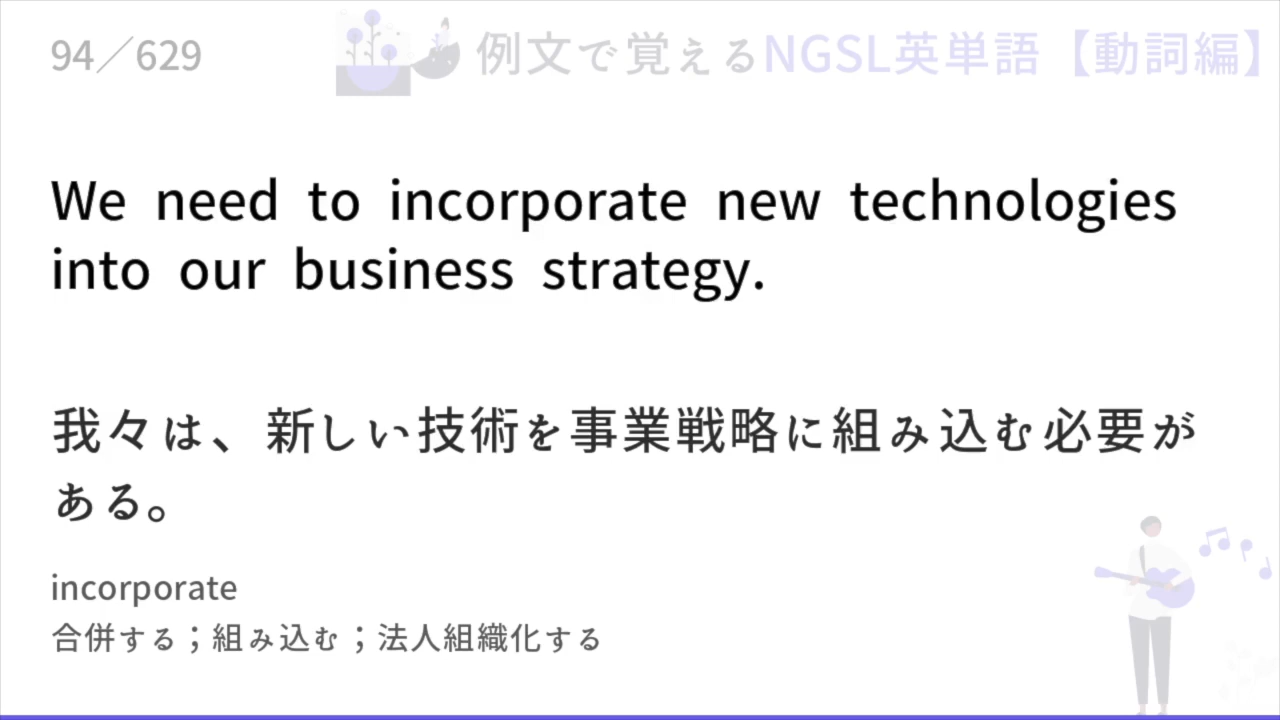 94／629
例文で覚えるNGSL英単語【動詞編】
We need to incorporate new technologies
into our business strategy.
我々は、新しい技術を事業戦略に組み込む必要が
ある。
incorporate
合併する；組み込む；法人組織化する